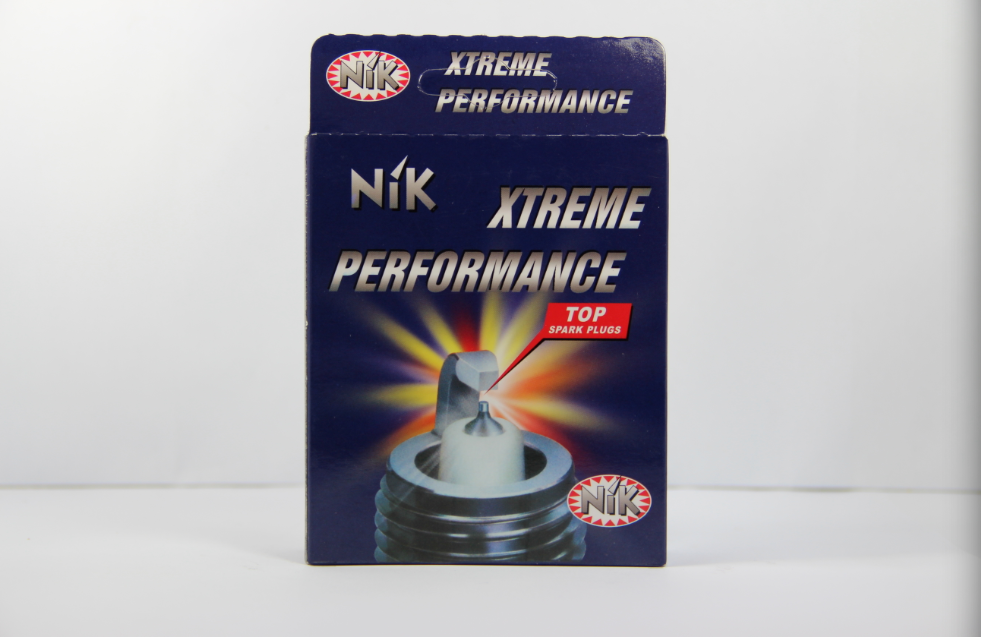 NiK
XTREME
PERFORMANCE
NiK
XTREME
PERFORMANCE
TOP
SPARK PLUGS
NiK